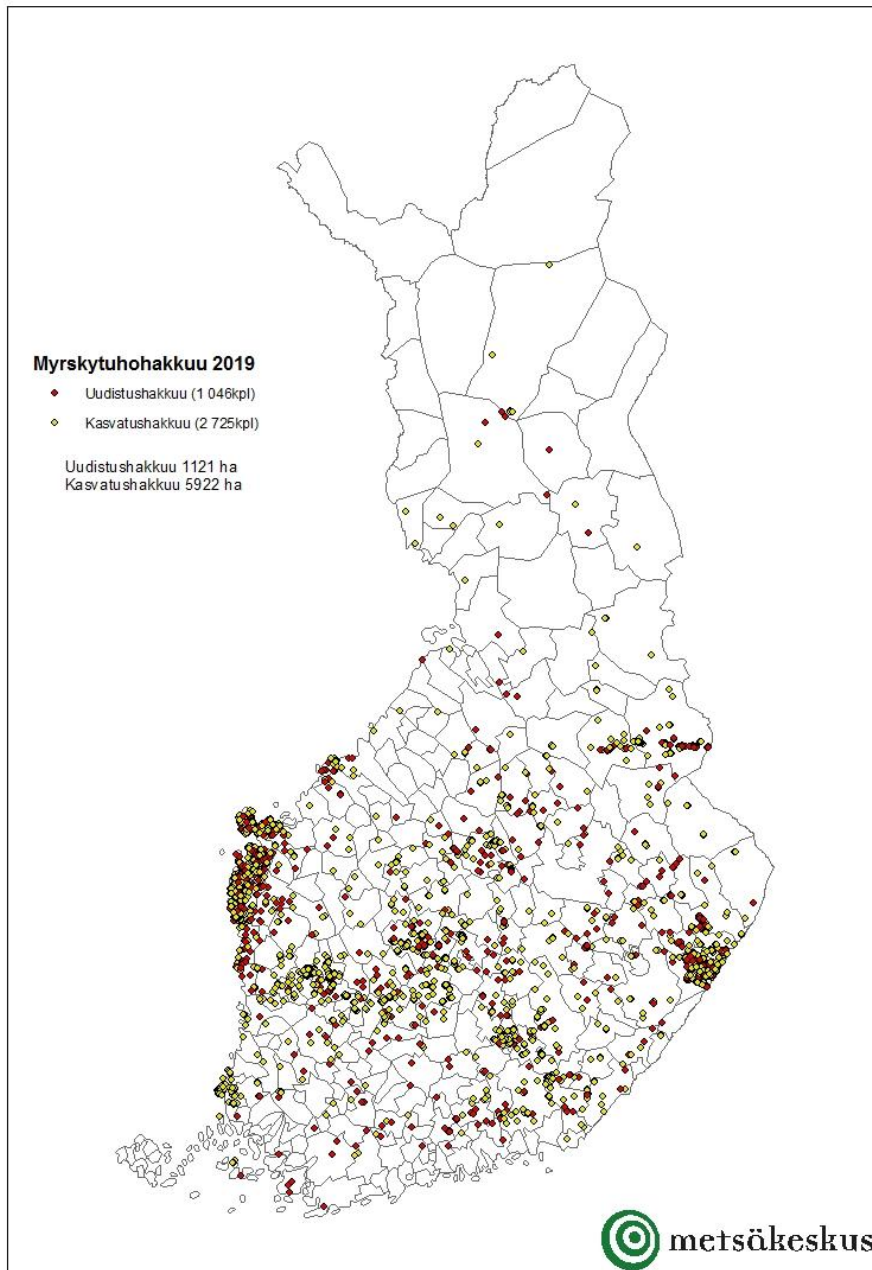 Myrskytuhohakkuu 2019
Uudistushakkuu (1 046kpl)
Kasvatushakkuu (2 725kpl)
Uudistushakkuu 1121 ha
Kasvatushakkuu 5922 ha
metsäkeskus